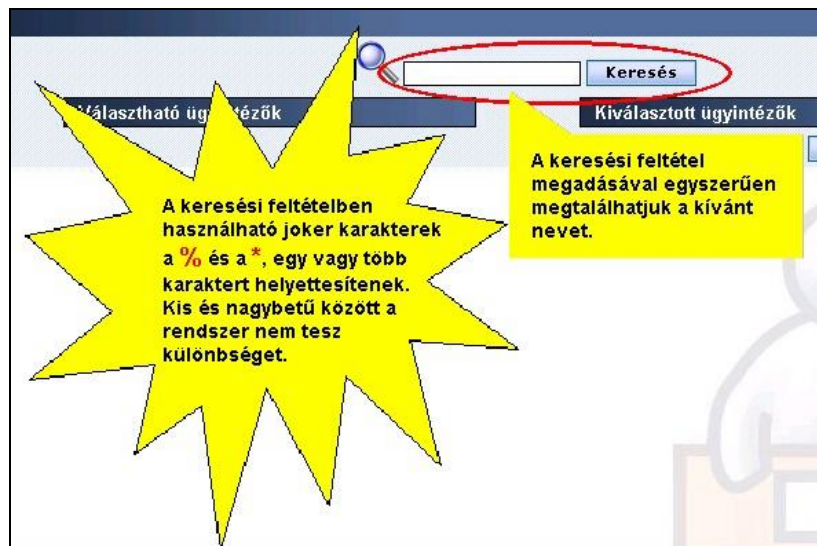 Keresés
Választható ügyintézők
Kiválasztott ügyintézők
A keresési feltétel
megadásával egyszerűen
megtalálhatjuk a kívánt
nevet.
A keresési feltételben
használható joker karakterek
a % és a *, egy vagy több
karaktert helyettesítenek.
Kis és nagybetű között a
rendszer nem tesz
különbséget.